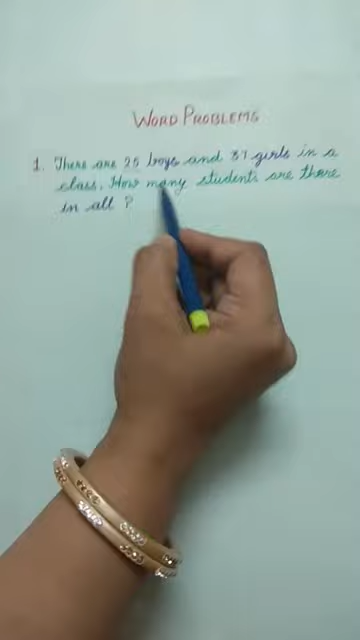 WORD PROBLEMS
1. There are 25 boys and 37 girls in a
class. How many students are there
in all ?